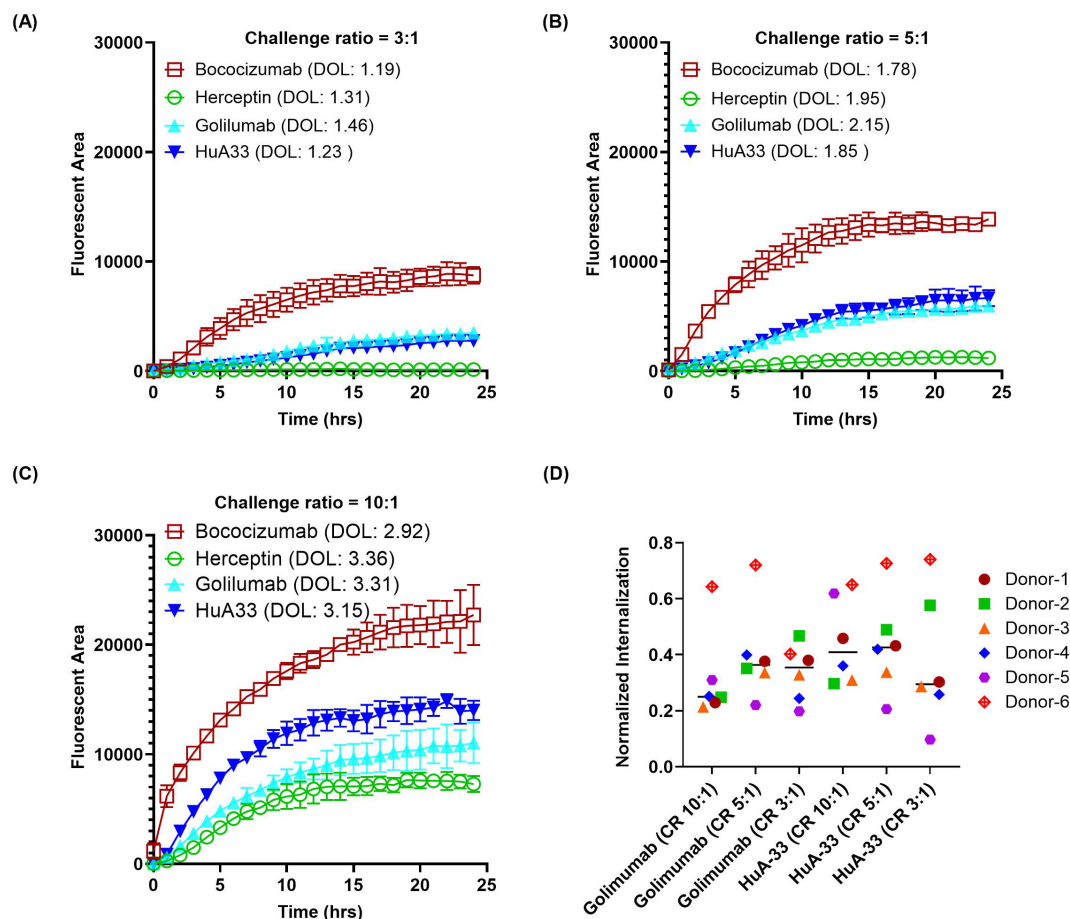 (A)
Challenge ratio = 3:1
Bococizumab (DOL: 1.19)
Herceptin (DOL: 1.31)
Golilumab (DOL: 1.46)
HuA33 (DOL: 1.23 )
30000
20000
10000
0
Fluorescent Area
0 5 10 15 20 25
Time (hrs)
(B)
Challenge ratio = 5:1
Bococizumab (DOL: 1.78)
Herceptin (DOL: 1.95)
Golilumab (DOL: 2.15)
HuA33 (DOL: 1.85 )
30000
20000
10000
0
Fluorescent Area
0 5 10 15 20 25
Time (hrs)
(C)
Challenge ratio = 10:1
Bococizumab (DOL: 2.92)
Herceptin (DOL: 3.36)
Golilumab (DOL: 3.31)
HuA33 (DOL: 3.15)
30000
20000
10000
0
Fluorescent Area
0 5 10 15 20 25
Time (hrs)
(D)
0.8
0.6
0.4
0.2
0.0
Normalized Internalization
Donor-1
Donor-2
Donor-3
Donor-4
Donor-5
Donor-6
Golimumab (CR 10:1)
Golimumab (CR 5:1)
Golimumab (CR 3:1)
HuA-33 (CR 10:1)
HuA-33 (CR 5:1)
HuA-33 (CR 3:1)